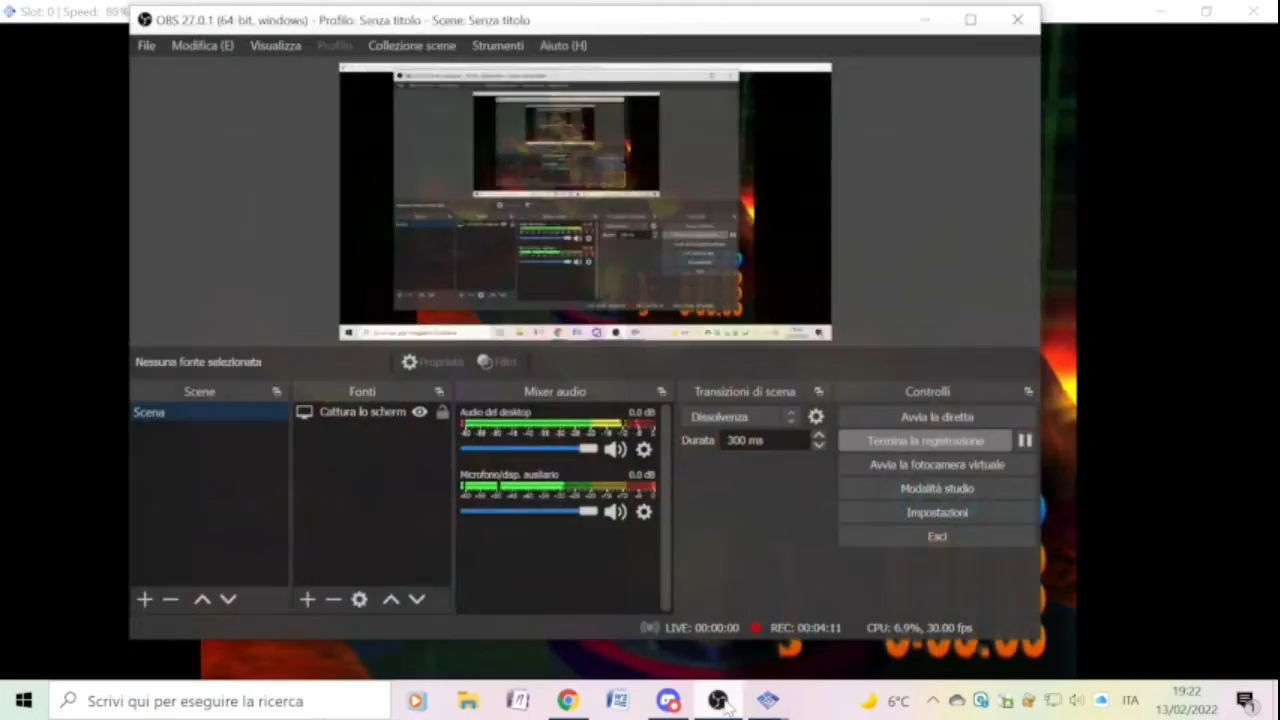 Slot: 0 | Speed: 88%
OBS 27.0.1 (64-bit, windows) - Profilo: Senza titolo - Scene: Senza titolo
File Modifica (E) Visualizza Profilo Collezione scene Strumenti Aiuto (H)
Nessuna fonte selezionata Proprietà Filtri
Scene Fonti Mixer audio Transizioni di scena Controlli
Scena
Cattura lo scherm
Audio del desktop 0.0 dB
Microfono/disp. ausiliario 0.0 dB
Dissolvenza
Durata 300 ms
Avvia la diretta
Termina la registrazione
Avvia la fotocamera virtuale
Modalità studio
Impostazioni
Esci
LIVE: 00:00:00 REC: 00:04:11 CPU: 6.9%, 30.00 fps
Scrivi qui per eseguire la ricerca
6°C ITA 19:22
13/02/2022
1